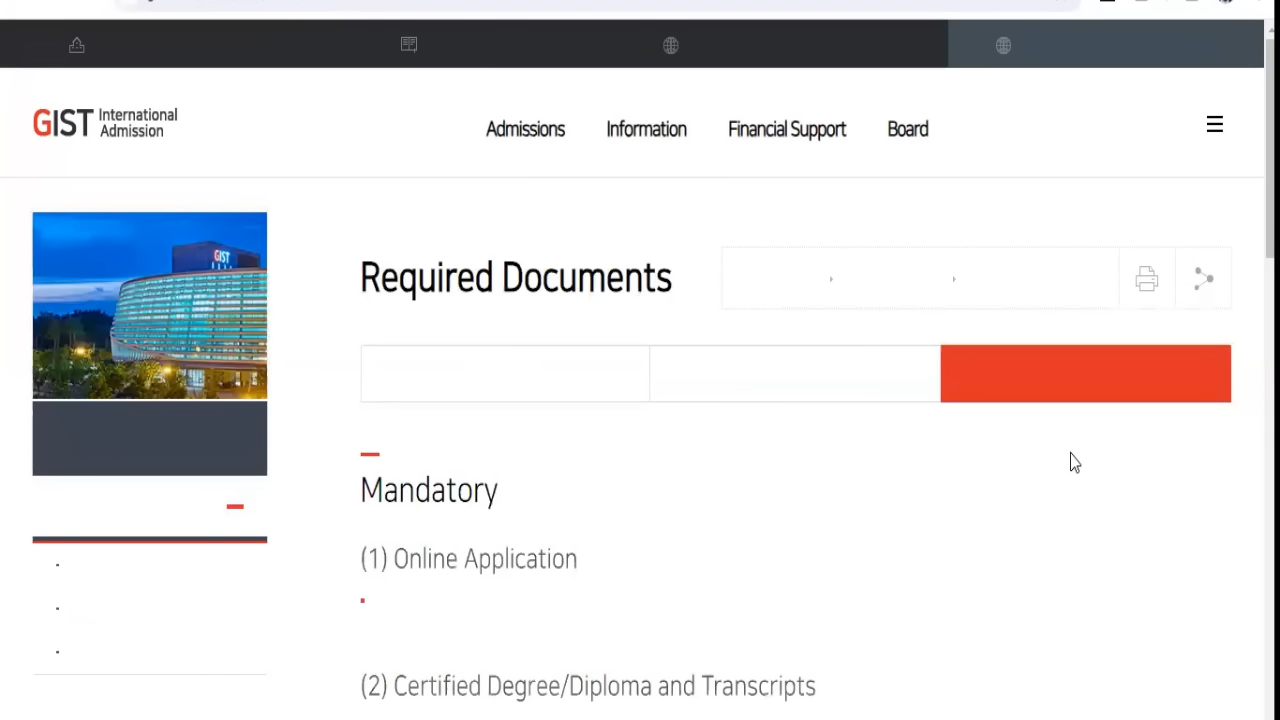 GIST International
Admission
Admissions Information Financial Support Board
GIST
Required Documents
Mandatory
(1) Online Application
(2) Certified Degree/Diploma and Transcripts